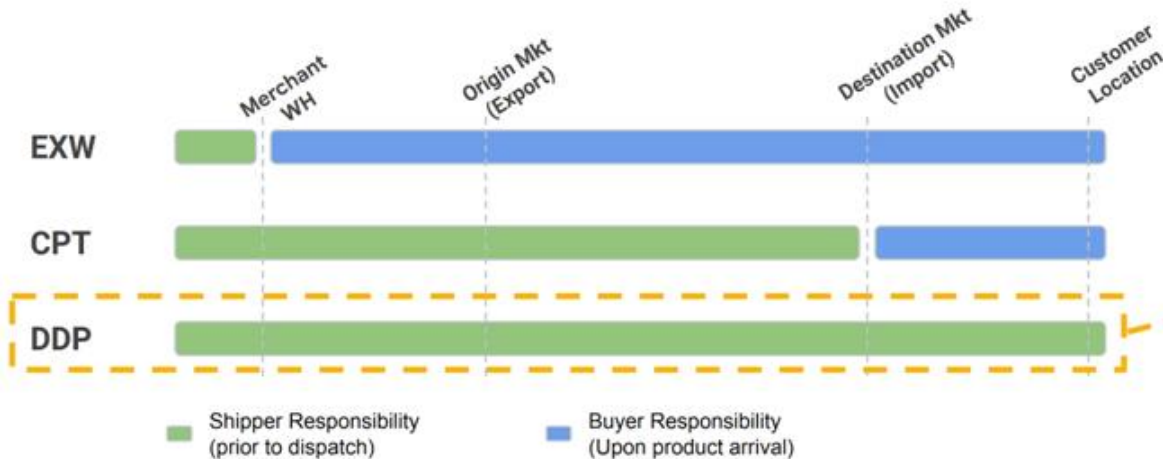 Merchant
WH
Origin Mkt
(Export)
Destination Mkt
(Import)
Customer
Location
EXW
CPT
DDP
Shipper Responsibility
(prior to dispatch)
Buyer Responsibility
(Upon product arrival)